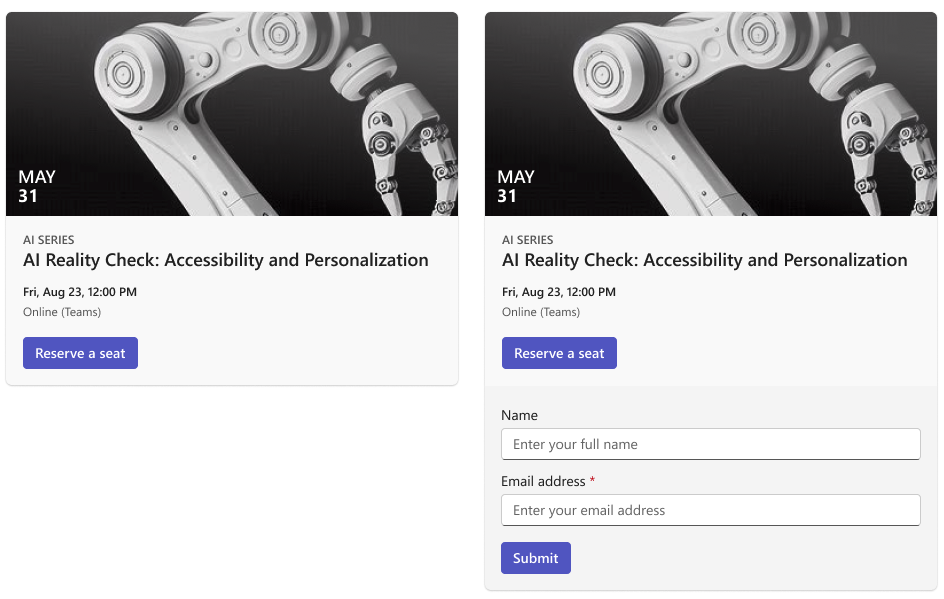 MAY
31
AI SERIES
AI Reality Check: Accessibility and Personalization
Fri, Aug 23, 12:00 PM
Online (Teams)
Reserve a seat
MAY
31
AI SERIES
AI Reality Check: Accessibility and Personalization
Fri, Aug 23, 12:00 PM
Online (Teams)
Reserve a seat
Name
Enter your full name
Email address *
Enter your email address
Submit